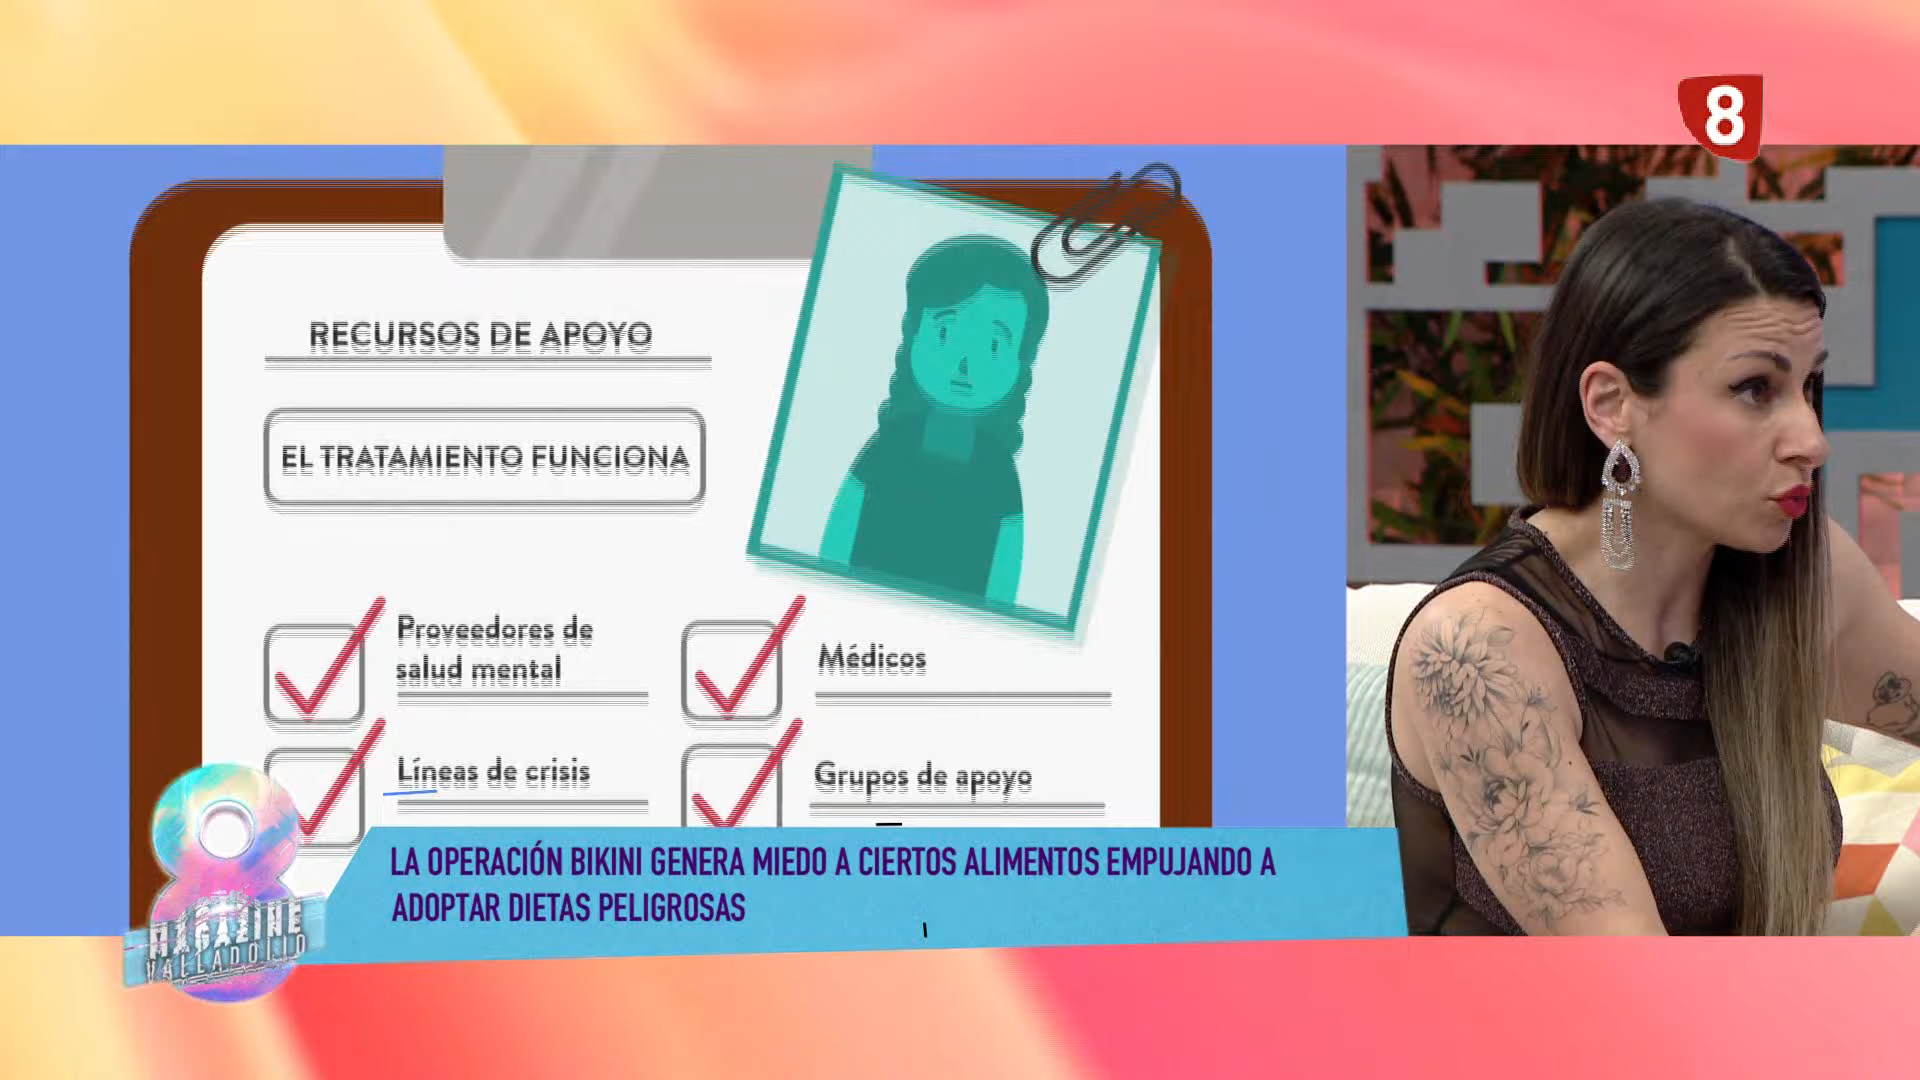 8
RECURSOS DE APOYO
EL TRATAMIENTO FUNCIONA
Proveedores de
salud mental
Médicos
Líneas de crisis
Grupos de apoyo
LA OPERACIÓN BIKINI GENERA MIEDO A CIERTOS ALIMENTOS EMPUJANDO A
ADOPTAR DIETAS PELIGROSAS
8
MAGAZINE
VALLADOLID